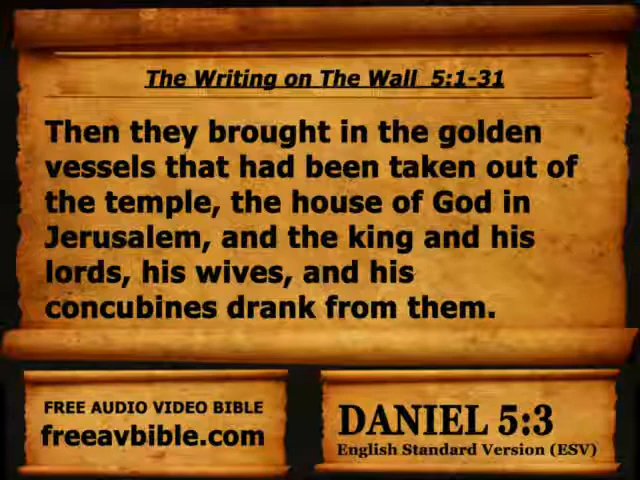 The Writing on The Wall  5:1-31
Then they brought in the golden
vessels that had been taken out of
the temple, the house of God in
Jerusalem, and the king and his
lords, his wives, and his
concubines drank from them.
FREE AUDIO VIDEO BIBLE
freeavbible.com
DANIEL 5:3
English Standard Version (ESV)